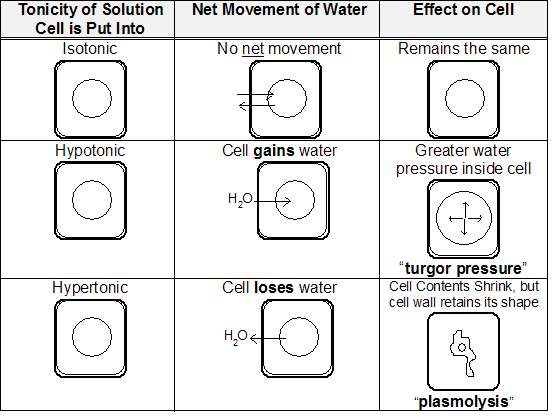 Tonicity of Solution
Cell is Put Into
Net Movement of Water
Effect on Cell
Isotonic
No net movement
Remains the same
Hypotonic
Cell gains water
H2O
Greater water
pressure inside cell
“turgor pressure”
Hypertonic
Cell loses water
H2O
Cell Contents Shrink, but
cell wall retains its shape
“plasmolysis”